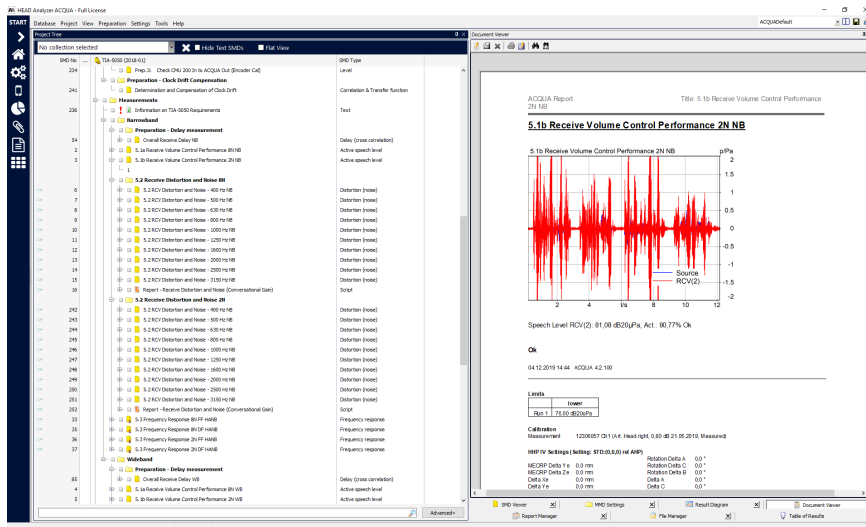 HEAD Analyzer ACQUA - Full License
START Database Project View Preparation Settings Tools Help
ACQUADefault
Project Tree
Document Viewer
No collection selected Hide Text SMDs Flat View
SMD No ... TIA-5050 (2018-01) SMD Type
234 Prep.3: Check CMU 200 In to ACQUA Out (Encoder Cal) Level
Preparation - Clock Drift Compensation
241 Determination and Compensation of Clock Drift Correlation & Transfer function
Measurements
236 Information on TIA-5050 Requirements Text
Narrowband
Preparation - Delay measurement
54 Overall Receive Delay NB Delay (cross correlation)
2 5.1a Receive Volume Control Performance 8N NB Active speech level
3 5.1b Receive Volume Control Performance 2N NB Active speech level
1
5.2 Receive Distortion and Noise 8N
6 5.2 RCV Distortion and Noise - 400 Hz NB Distortion (noise)
7 5.2 RCV Distortion and Noise - 500 Hz NB Distortion (noise)
8 5.2 RCV Distortion and Noise - 630 Hz NB Distortion (noise)
9 5.2 RCV Distortion and Noise - 800 Hz NB Distortion (noise)
10 5.2 RCV Distortion and Noise - 1000 Hz NB Distortion (noise)
11 5.2 RCV Distortion and Noise - 1250 Hz NB Distortion (noise)
12 5.2 RCV Distortion and Noise - 1600 Hz NB Distortion (noise)
13 5.2 RCV Distortion and Noise - 2000 Hz NB Distortion (noise)
14 5.2 RCV Distortion and Noise - 2500 Hz NB Distortion (noise)
15 5.2 RCV Distortion and Noise - 3150 Hz NB Distortion (noise)
16 Report - Receive Distortion and Noise (Conversational Gain) Script
5.2 Receive Distortion and Noise 2N
242 5.2 RCV Distortion and Noise - 400 Hz NB Distortion (noise)
243 5.2 RCV Distortion and Noise - 500 Hz NB Distortion (noise)
244 5.2 RCV Distortion and Noise - 630 Hz NB Distortion (noise)
245 5.2 RCV Distortion and Noise - 800 Hz NB Distortion (noise)
246 5.2 RCV Distortion and Noise - 1000 Hz NB Distortion (noise)
247 5.2 RCV Distortion and Noise - 1250 Hz NB Distortion (noise)
248 5.2 RCV Distortion and Noise - 1600 Hz NB Distortion (noise)
249 5.2 RCV Distortion and Noise - 2000 Hz NB Distortion (noise)
250 5.2 RCV Distortion and Noise - 2500 Hz NB Distortion (noise)
251 5.2 RCV Distortion and Noise - 3150 Hz NB Distortion (noise)
252 Report - Receive Distortion and Noise (Conversational Gain) Script
33 5.3 Frequency Response 8N FF HANB Frequency response
35 5.3 Frequency Response 8N DF HANB Frequency response
36 5.3 Frequency Response 2N FF HANB Frequency response
37 5.3 Frequency Response 2N DF HANB Frequency response
Wideband
Preparation - Delay measurement
85 Overall Receive Delay WB Delay (cross correlation)
4 5.1a Receive Volume Control Performance 8N WB Active speech level
5 5.1b Receive Volume Control Performance 2N WB Active speech level
Advanced+
ACQUA Report Title: 5.1b Receive Volume Control Performance
2N NB
5.1b Receive Volume Control Performance 2N NB
5.1b Receive Volume Control Performance 2N NB p/Pa
2
1.5
1
0.5
0
-0.5
-1
Source
RCV(2)
-1.5
-2
2 4 t/s 8 10 12
Speech Level RCV(2): 81,08 dB20µPa, Act.: 80,77% Ok
Ok
04.12.2019 14:44 ACQUA 4.2.100
Limits
lower
Run 1 76.00 dB20uPa
Calibration
Measurement 12306057 Ch1 (Art. Head right, 0,80 dB 21.05.2019, Measured)
HHP IV Settings (Setting: STD:(0,0,0) rel AHP)
Rotation Delta A 0,0 °
MECRP Delta Y e 0,0 mm Rotation Delta C 0,0 °
MECRP Delta Z e 0,0 mm Rotation Delta B 0,0 °
Delta Xe 0,0 mm Delta A 0,0 °
Delta Ye 0,0 mm Delta C 0,0 °
SMD Viewer MMD Settings Result Diagram Document Viewer
Report Manager File Manager Table of Results